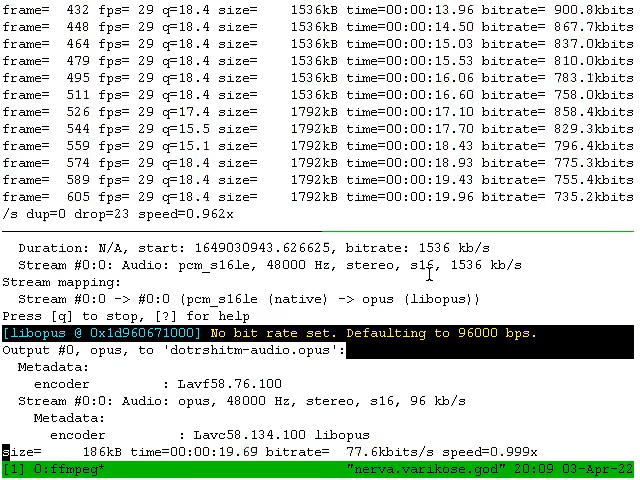 frame=  432 fps= 29 q=18.4 size=    1536kB time=00:00:13.96 bitrate= 900.8kbits
frame=  448 fps= 29 q=18.4 size=    1536kB time=00:00:14.50 bitrate= 867.7kbits
frame=  464 fps= 29 q=18.4 size=    1536kB time=00:00:15.03 bitrate= 837.0kbits
frame=  479 fps= 29 q=18.4 size=    1536kB time=00:00:15.53 bitrate= 810.0kbits
frame=  495 fps= 29 q=18.4 size=    1536kB time=00:00:16.06 bitrate= 783.1kbits
frame=  511 fps= 29 q=18.4 size=    1536kB time=00:00:16.60 bitrate= 758.0kbits
frame=  526 fps= 29 q=17.4 size=    1792kB time=00:00:17.10 bitrate= 858.4kbits
frame=  544 fps= 29 q=15.5 size=    1792kB time=00:00:17.70 bitrate= 829.3kbits
frame=  559 fps= 29 q=15.1 size=    1792kB time=00:00:18.43 bitrate= 796.4kbits
frame=  574 fps= 29 q=18.4 size=    1792kB time=00:00:18.93 bitrate= 775.3kbits
frame=  589 fps= 29 q=18.4 size=    1792kB time=00:00:19.43 bitrate= 755.4kbits
frame=  605 fps= 29 q=18.4 size=    1792kB time=00:00:19.96 bitrate= 735.2kbits
/s dup=0 drop=23 speed=0.962x
  Duration: N/A, start: 1649030943.626625, bitrate: 1536 kb/s
  Stream #0:0: Audio: pcm_s16le, 48000 Hz, stereo, s16, 1536 kb/s
Stream mapping:
  Stream #0:0 -> #0:0 (pcm_s16le (native) -> opus (libopus))
Press [q] to stop, [?] for help
[libopus @ 0x1d960671000] No bit rate set. Defaulting to 96000 bps.
Output #0, opus, to 'dotrshitm-audio.opus':
  Metadata:
    encoder         : Lavf58.76.100
  Stream #0:0: Audio: opus, 48000 Hz, stereo, s16, 96 kb/s
    Metadata:
      encoder         : Lavc58.134.100 libopus
size=     186kB time=00:00:19.69 bitrate=  77.6kbits/s speed=0.999x
[1] 0:ffmpeg* "nerva.varikose.god" 20:09 03-Apr-22